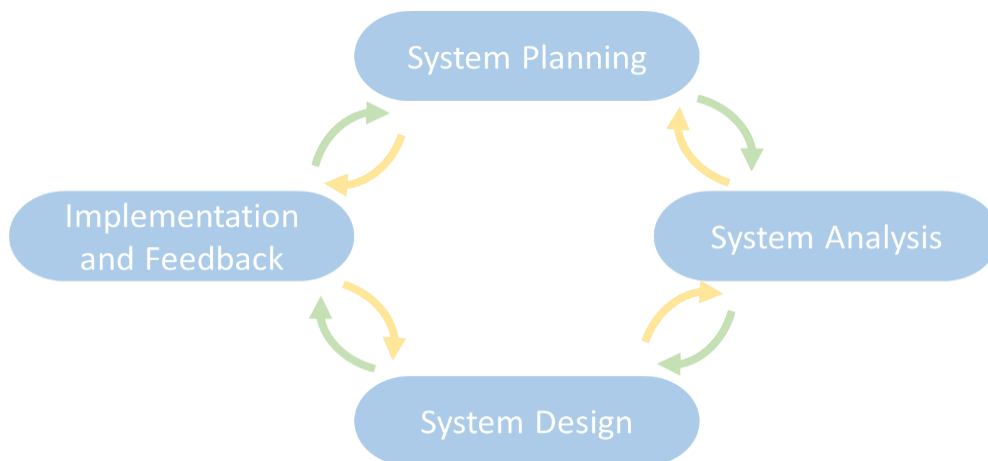 System Planning
Implementation
and Feedback
System Analysis
System Design